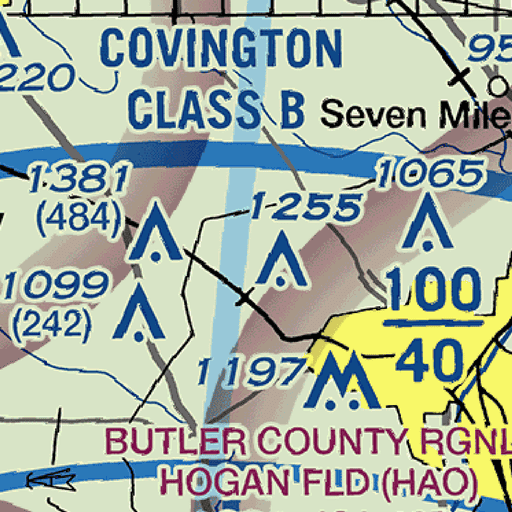 COVINGTON
95
220
CLASS B
Seven Mile
1381
(484)
1065
1255
1099
(242)
100
40
1197
BUTLER COUNTY RGNL
HOGAN FLD (HAO)